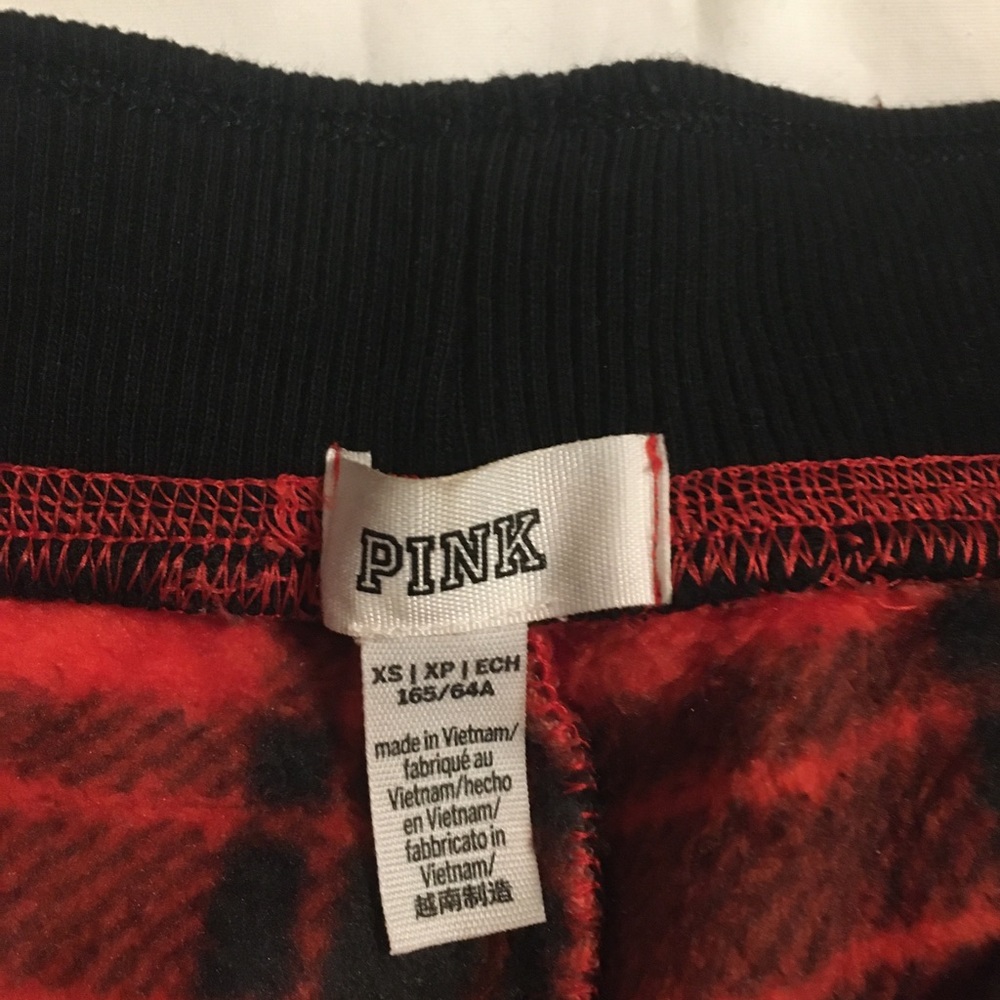 PINK
XS | XP | ECH
165/64A
made in Vietnam/
fabriqué au
Vietnam/hecho
en Vietnam/
fabbricato in
Vietnam/
越南制造